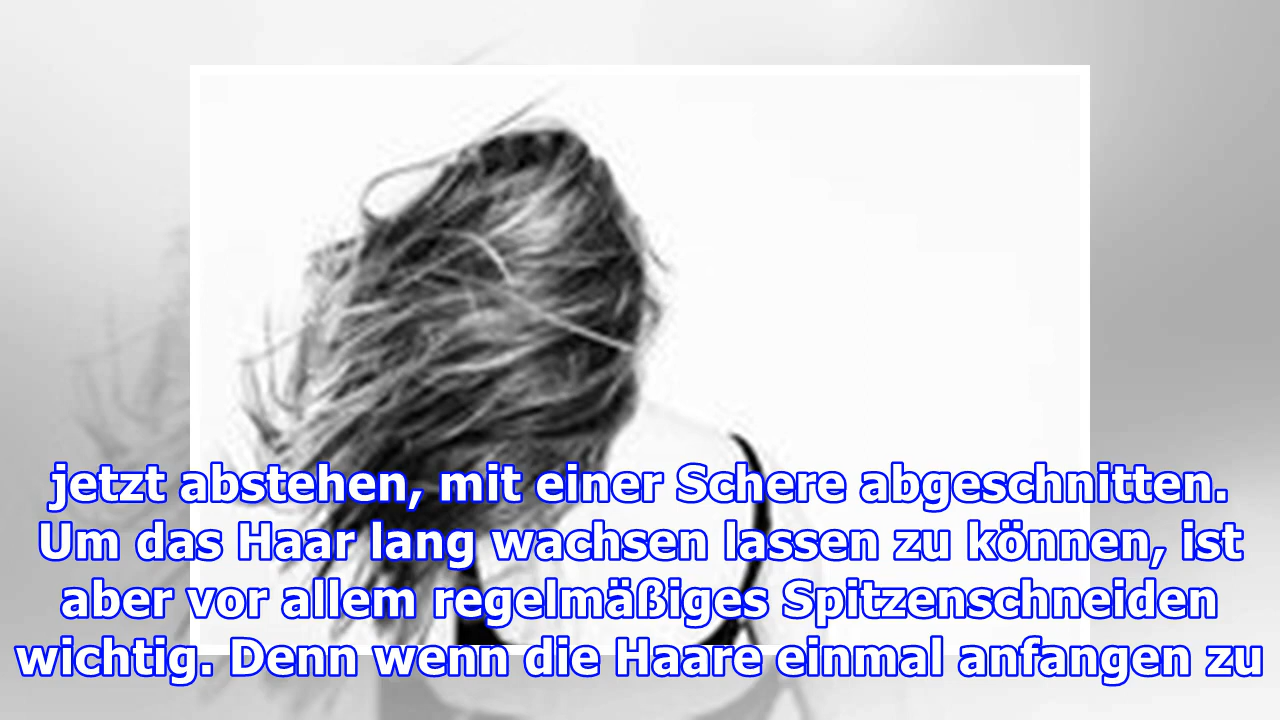 jetzt abstehen, mit einer Schere abgeschnitten.
Um das Haar lang wachsen lassen zu können, ist
aber vor allem regelmäßiges Spitzenschneiden
wichtig. Denn wenn die Haare einmal anfangen zu